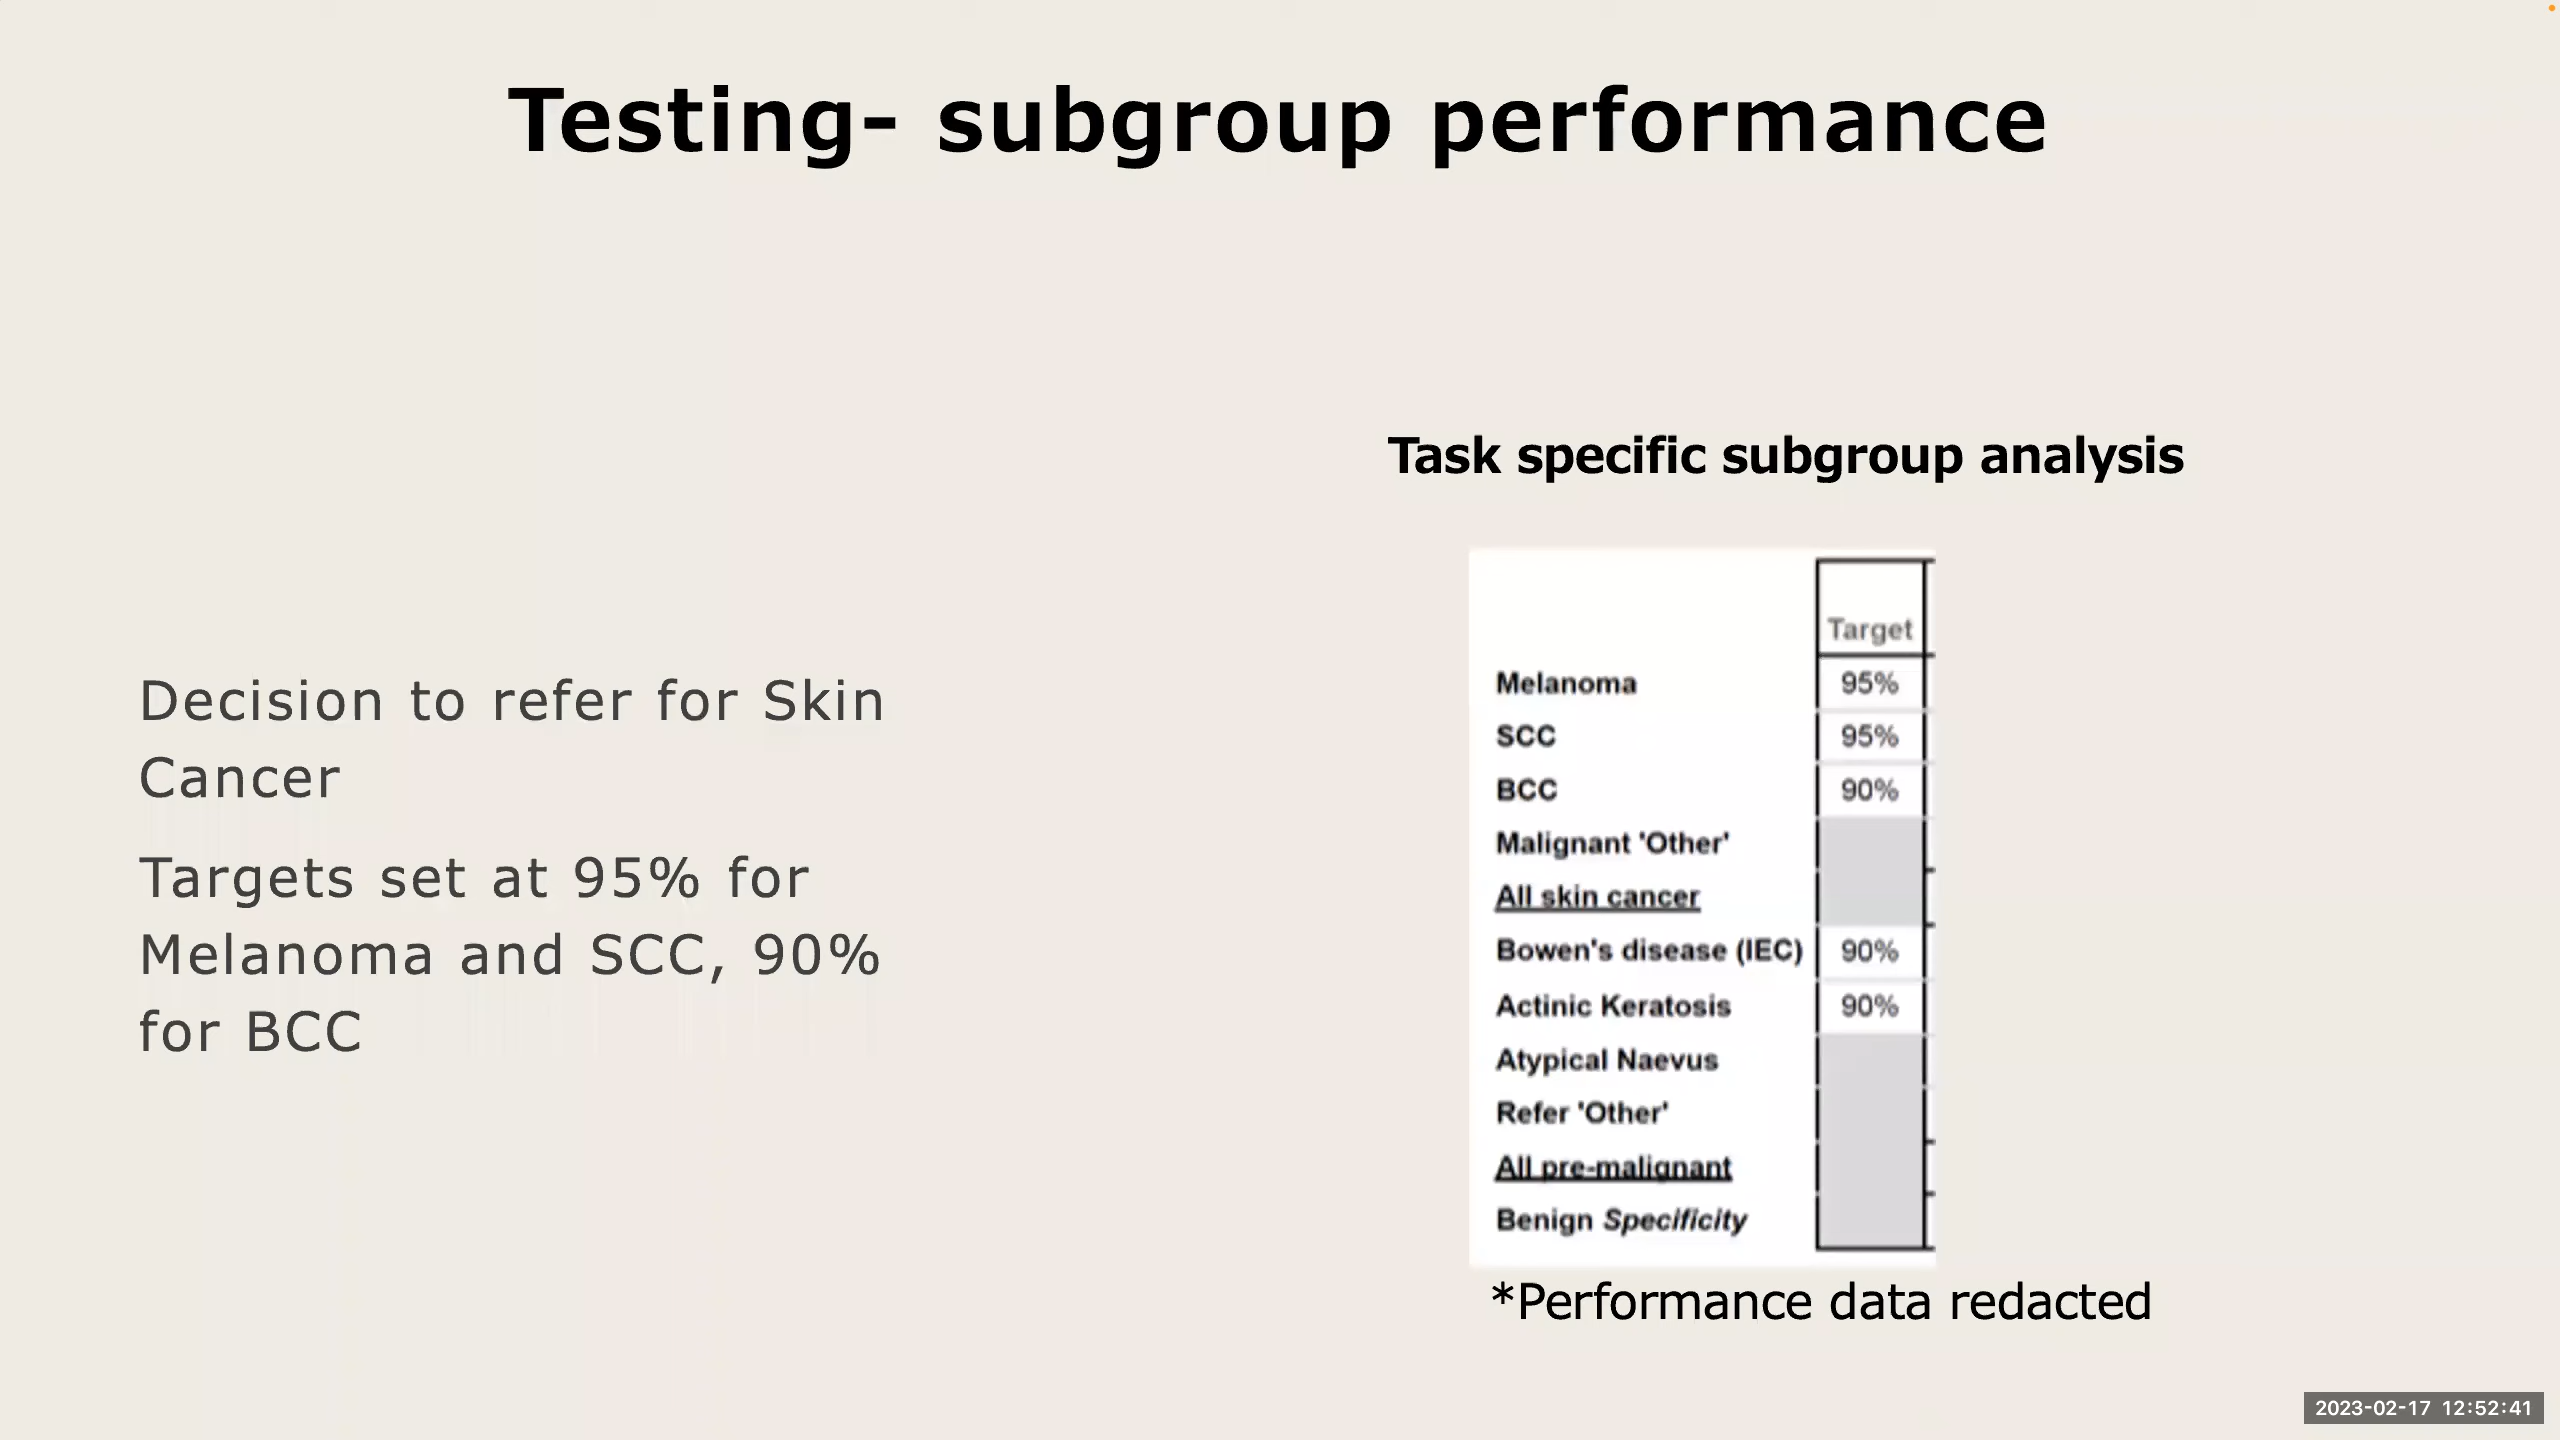 Testing- subgroup performance
Decision to refer for Skin
Cancer
Targets set at 95% for
Melanoma and SCC, 90%
for BCC
Task specific subgroup analysis
Target
Melanoma 95%
SCC 95%
BCC 90%
Malignant 'Other'
All skin cancer
Bowen's disease (IEC) 90%
Actinic Keratosis 90%
Atypical Naevus
Refer 'Other'
All pre-malignant
Benign Specificity
*Performance data redacted
2023-02-17 12:52:41